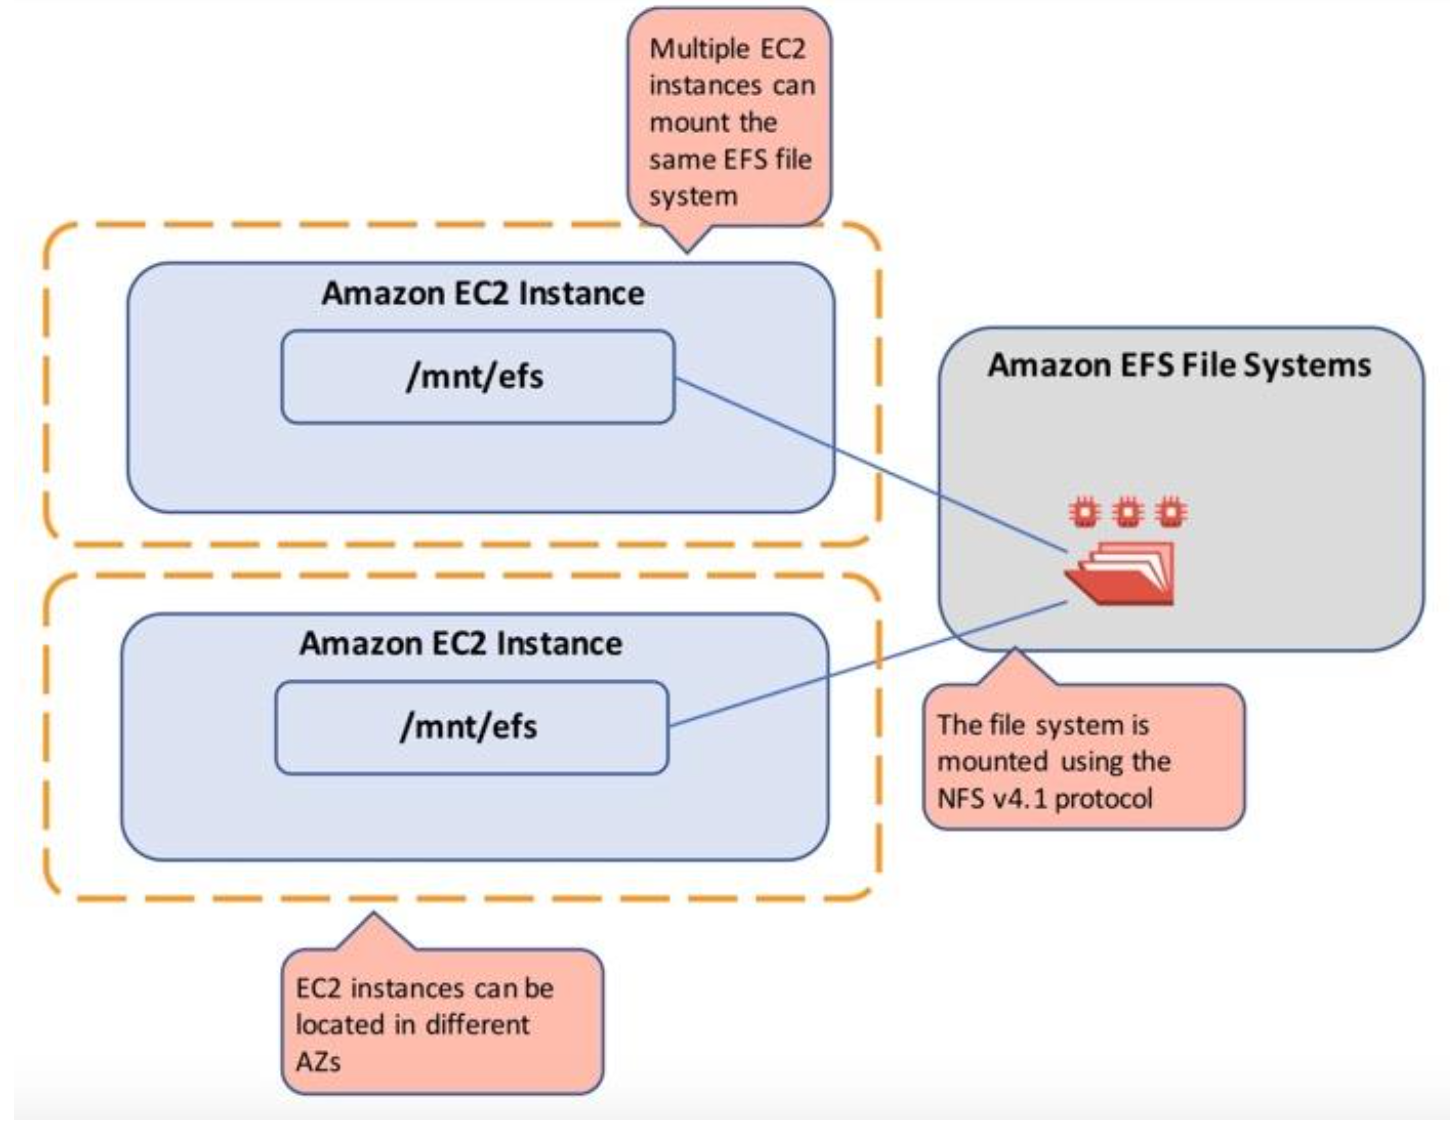 Multiple EC2
instances can
mount the
same EFS file
system
Amazon EC2 Instance
/mnt/efs
Amazon EFS File Systems
Amazon EC2 Instance
/mnt/efs
The file system is
mounted using the
NFS v4.1 protocol
EC2 instances can be
located in different
AZs